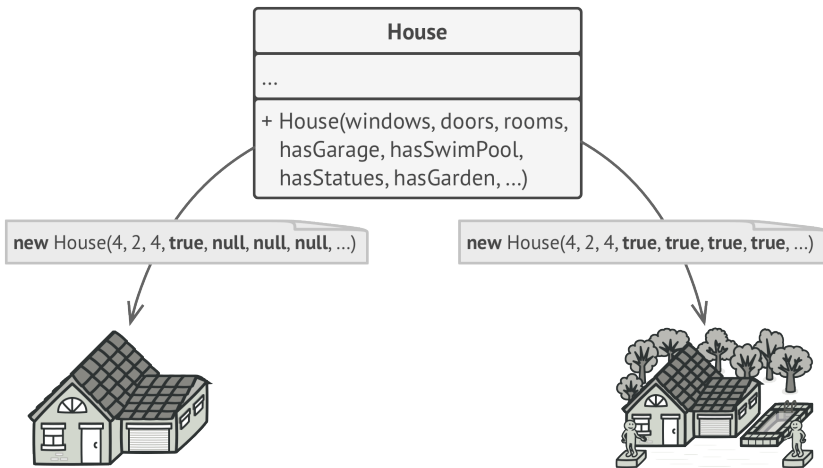 House
...
+ House(windows, doors, rooms,
hasGarage, hasSwimPool,
hasStatues, hasGarden, ...)
new House(4, 2, 4, true, null, null, null, ...)
new House(4, 2, 4, true, true, true, true, ...)